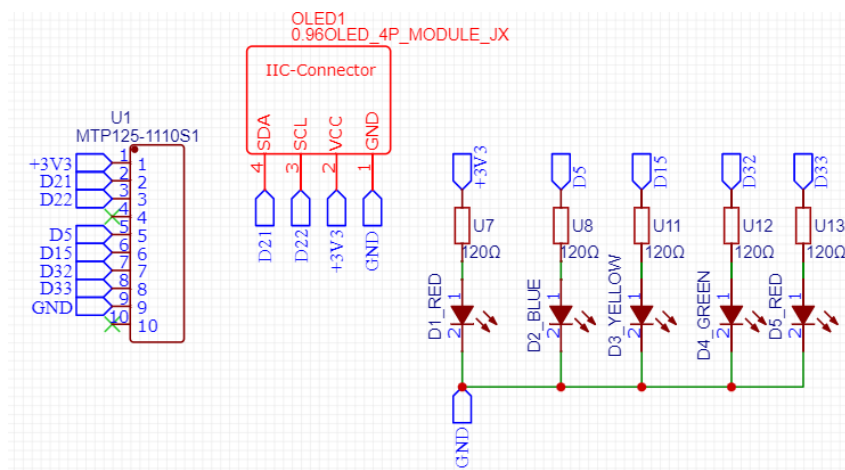 OLED1
0.96OLED_4P_MODULE_JX
IIC-Connector
SDA
SCL
VCC
GND
4
3
2
1
D21
D22
+3V3
GND
U1
MTP125-1110S1
+3V3 1 1
D21 2 2
D22 3 3
4 4
D5 5 5
D15 6 6
D32 7 7
D33 8 8
GND 9 9
10 10
+3V3
D5
D15
D32
D33
U7
120Ω
U8
120Ω
U11
120Ω
U12
120Ω
U13
120Ω
D1_RED
1
2
D2_BLUE
1
2
D3_YELLOW
1
2
D4_GREEN
1
2
D5_RED
1
2
GND